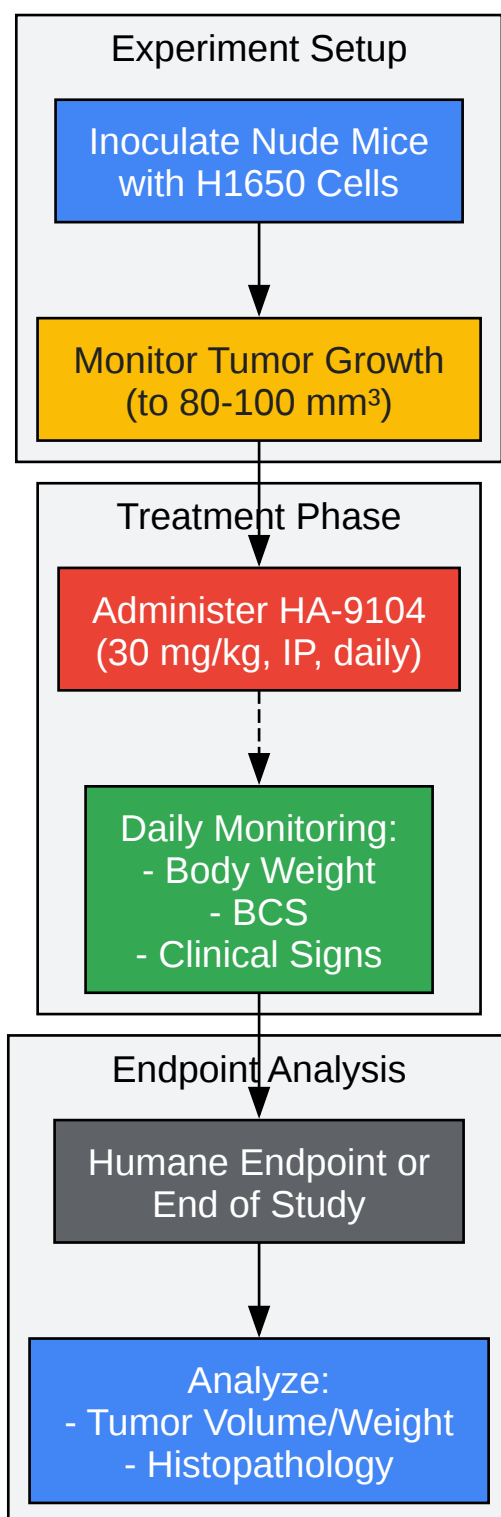 Experiment Setup
Inoculate Nude Mice
with H1650 Cells
Monitor Tumor Growth
(to 80-100 mm³)
Treatment Phase
Administer HA-9104
(30 mg/kg, IP, daily)
Daily Monitoring:
- Body Weight
- BCS
- Clinical Signs
Endpoint Analysis
Humane Endpoint or
End of Study
Analyze:
- Tumor Volume/Weight
- Histopathology